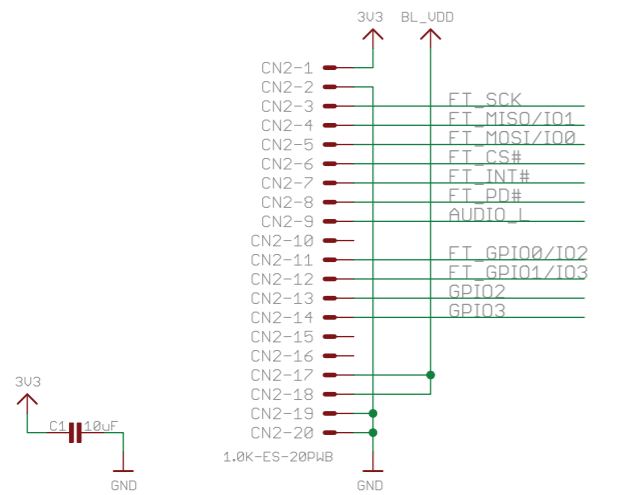 3V3 BL_VDD
CN2-1
CN2-2
CN2-3 FT_SCK
CN2-4 FT_MISO/IO1
CN2-5 FT_MOSI/IO0
CN2-6 FT_CS#
CN2-7 FT_INT#
CN2-8 FT_PD#
CN2-9 AUDIO_L
CN2-10
CN2-11 FT_GPIO0/IO2
CN2-12 FT_GPIO1/IO3
CN2-13 GPIO2
CN2-14 GPIO3
CN2-15
CN2-16
CN2-17
3V3
CN2-18
CN2-19
C1 10uF
CN2-20
1.0K-ES-20PWB
GND GND